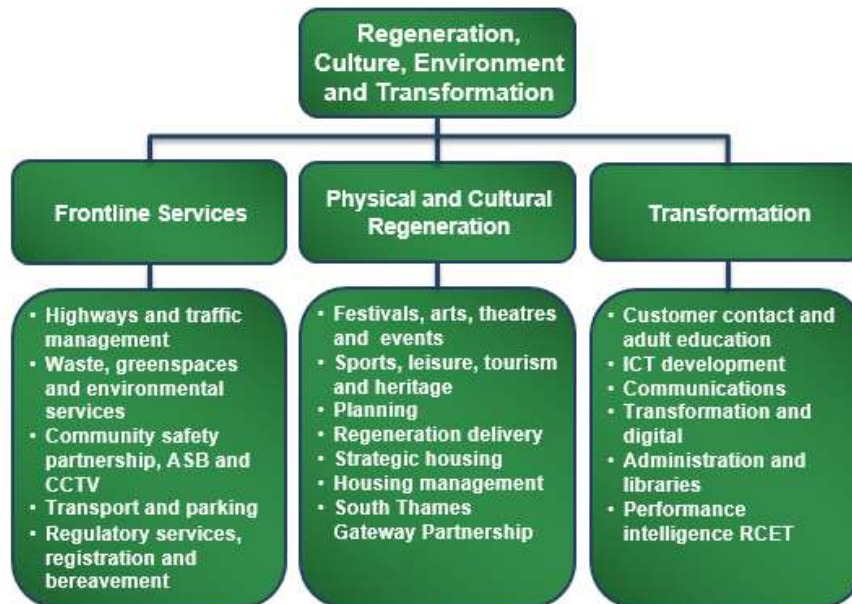 Regeneration,
Culture, Environment
and Transformation
Frontline Services
Physical and Cultural
Regeneration
Transformation
• Highways and traffic
management
• Waste, greenspaces
and environmental
services
• Community safety
partnership, ASB and
CCTV
• Transport and parking
• Regulatory services,
registration and
bereavement
• Festivals, arts, theatres
and events
• Sports, leisure, tourism
and heritage
• Planning
• Regeneration delivery
• Strategic housing
• Housing management
• South Thames
Gateway Partnership
• Customer contact and
adult education
• ICT development
• Communications
• Transformation and
digital
• Administration and
libraries
• Performance
intelligence RCET